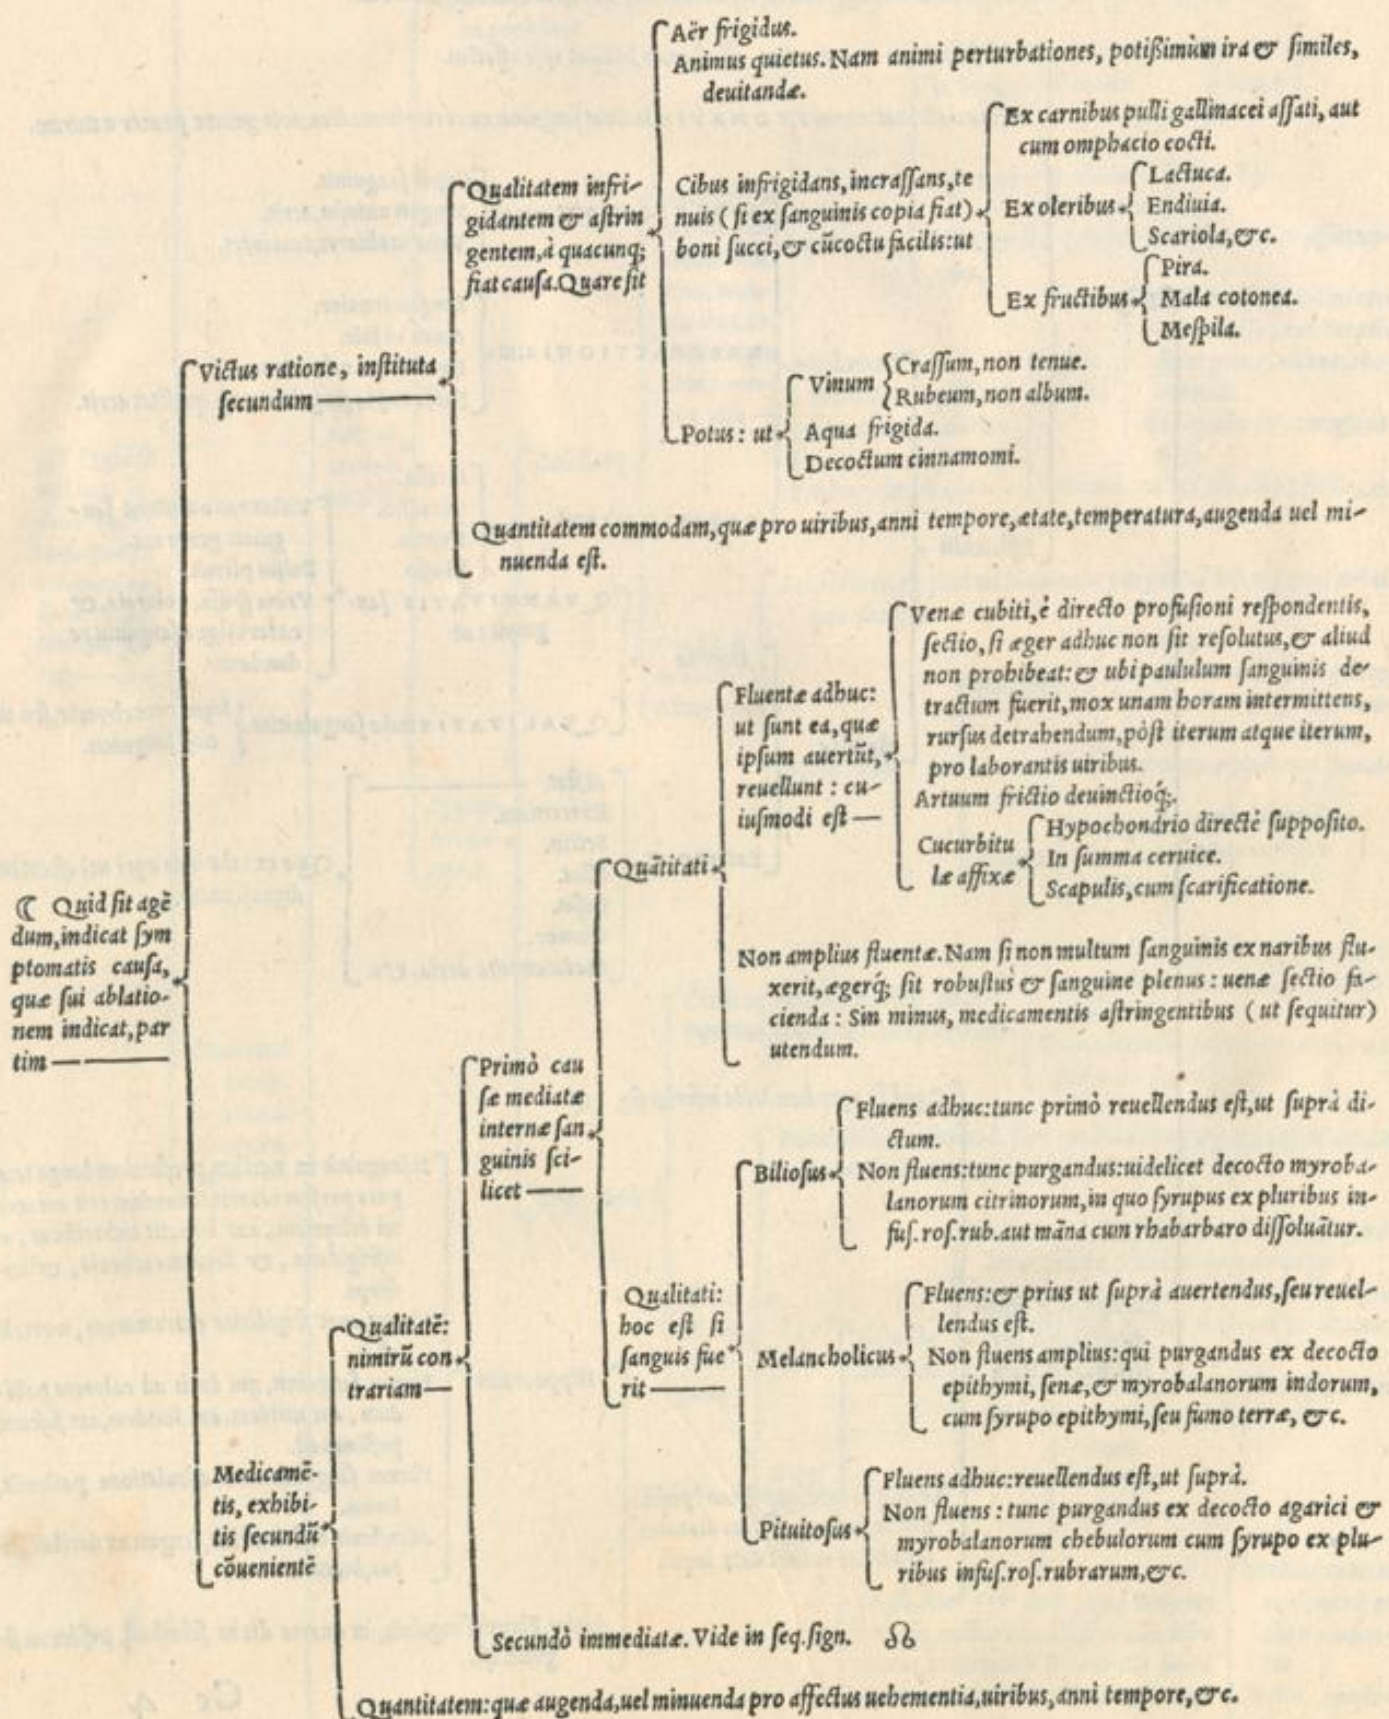 ☾ Quid sit agē
dum, indicat sym
ptomatis causa,
quæ sui ablatio-
nem indicat, par
tim
Victus ratione, instituta
secundum
Qualitatem infri-
gidantem & astrin
gentem, à quacunq;
fiat causa. Quare sit
Aër frigidus.
Animus quietus. Nam animi perturbationes, potißimùm ira & similes,
deuitandæ.
Cibus infrigidans, incrassans, te
nuis (si ex sanguinis copia fiat)
boni succi, & cūcoctu facilis: ut
Ex carnibus pulli gallinacei assati, aut
cum omphacio cocti.
Ex oleribus
Lactuca.
Endiuia.
Scariola, &c.
Ex fructibus
Pira.
Mala cotonea.
Mespila.
Potus: ut
Vinum
Crassum, non tenue.
Rubeum, non album.
Aqua frigida.
Decoctum cinnamomi.
Quantitatem commodam, quæ pro uiribus, anni tempore, ætate, temperatura, augenda uel mi-
nuenda est.
Medicamē-
tis, exhibi-
tis secundū
cōuenientē
Qualitatē:
nimirū con
trariam
Primò cau
sæ mediatæ
internæ san
guinis sci-
licet
Quātitati
Fluentæ adhuc:
ut sunt ea, quæ
ipsum auertūt,
reuellunt: cu-
iusmodi est
Venæ cubiti, è directo profusioni respondentis,
sectio, si æger adhuc non sit resolutus, & aliud
non prohibeat: & ubi paululum sanguinis de-
tractum fuerit, mox unam horam intermittens,
rursus detrahendum, pòst iterum atque iterum,
pro laborantis uiribus.
Artuum frictio deuinctioq́;.
Cucurbitu
læ affixæ
Hypochondrio directè supposito.
In summa ceruice.
Scapulis, cum scarificatione.
Non amplius fluentæ. Nam si non multum sanguinis ex naribus flu-
xerit, ægerq́; sit robustus & sanguine plenus: uenæ sectio fa-
cienda: Sin minus, medicamentis astringentibus (ut sequitur)
utendum.
Qualitati:
hoc est si
sanguis fue
rit
Biliosus
Fluens adhuc: tunc primò reuellendus est, ut suprà di-
ctum.
Non fluens: tunc purgandus: uidelicet decocto myroba-
lanorum citrinorum, in quo syrupus ex pluribus in-
fus. ros. rub. aut māna cum rhabarbaro dissoluātur.
Melancholicus
Fluens: & prius ut suprà auertendus, seu reuel-
lendus est.
Non fluens amplius: qui purgandus ex decocto
epithymi, senæ, & myrobalanorum indorum,
cum syrupo epithymi, seu fumo terræ, &c.
Pituitosus
Fluens adhuc: reuellendus est, ut suprà.
Non fluens: tunc purgandus ex decocto agarici &
myrobalanorum chebulorum cum syrupo ex plu-
ribus infus. ros. rubrarum, &c.
Secundò immediatæ. Vide in seq. sign. ☊
Quantitatem: quæ augenda, uel minuenda pro affectus uehementia, uiribus, anni tempore, &c.